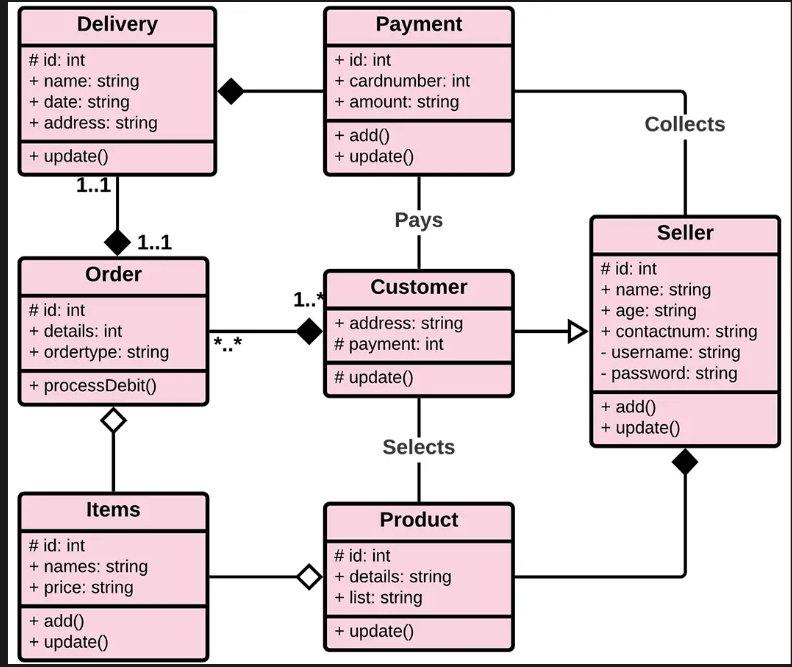 Delivery
# id: int
+ name: string
+ date: string
+ address: string
+ update()
Payment
+ id: int
+ cardnumber: int
+ amount: string
+ add()
+ update()
Collects
1..1
1..1
Pays
Order
# id: int
+ details: int
+ ordertype: string
+ processDebit()
1..*
*..*
Customer
+ address: string
# payment: int
# update()
Seller
# id: int
+ name: string
+ age: string
+ contactnum: string
- username: string
- password: string
+ add()
+ update()
Selects
Items
# id: int
+ names: string
+ price: string
+ add()
+ update()
Product
# id: int
+ details: string
+ list: string
+ update()